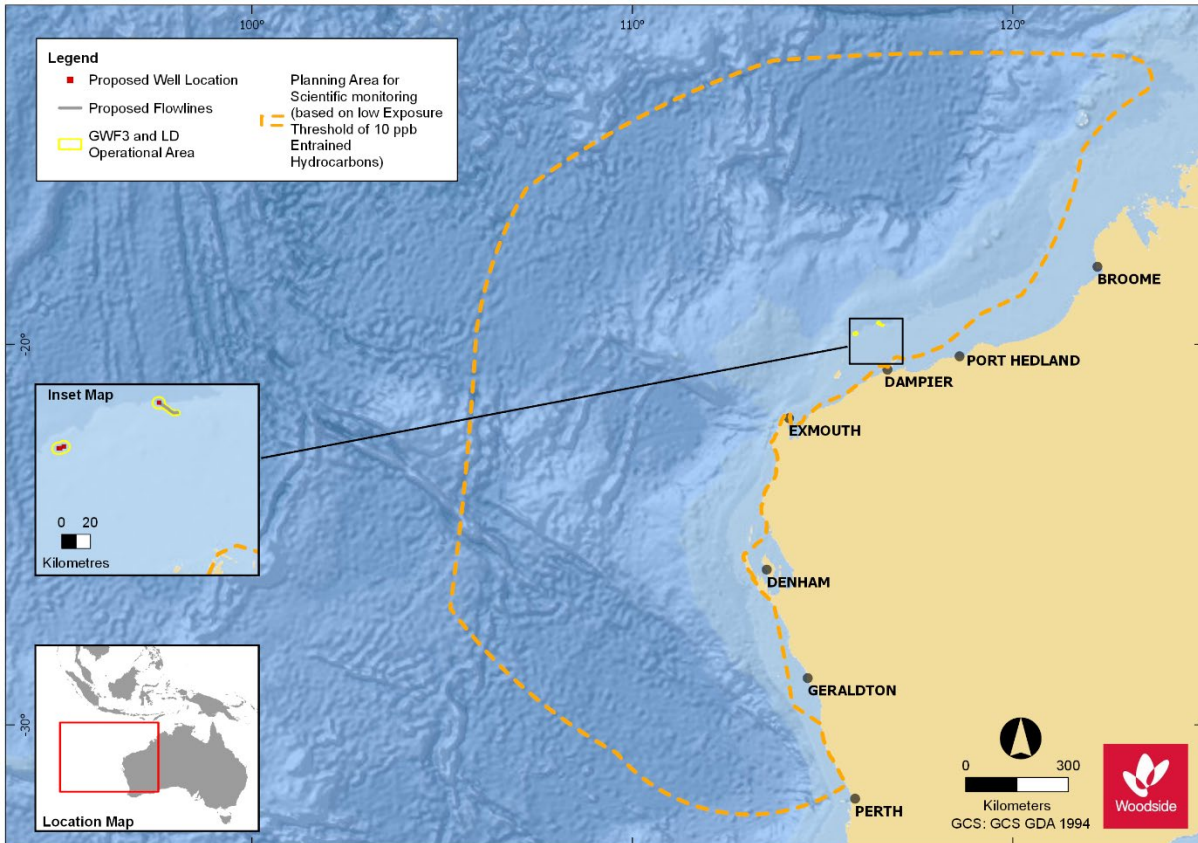 100°
110°
120°
Legend
Proposed Well Location
Proposed Flowlines
GWF3 and LD
Operational Area
Planning Area for
Scientific monitoring
(based on low Exposure
Threshold of 10 ppb
Entrained
Hydrocarbons)
BROOME
-20°
-20°
PORT HEDLAND
DAMPIER
EXMOUTH
Inset Map
0 20
Kilometres
DENHAM
GERALDTON
-30°
-30°
PERTH
Location Map
0 300
Kilometers
GCS: GCS GDA 1994
Woodside